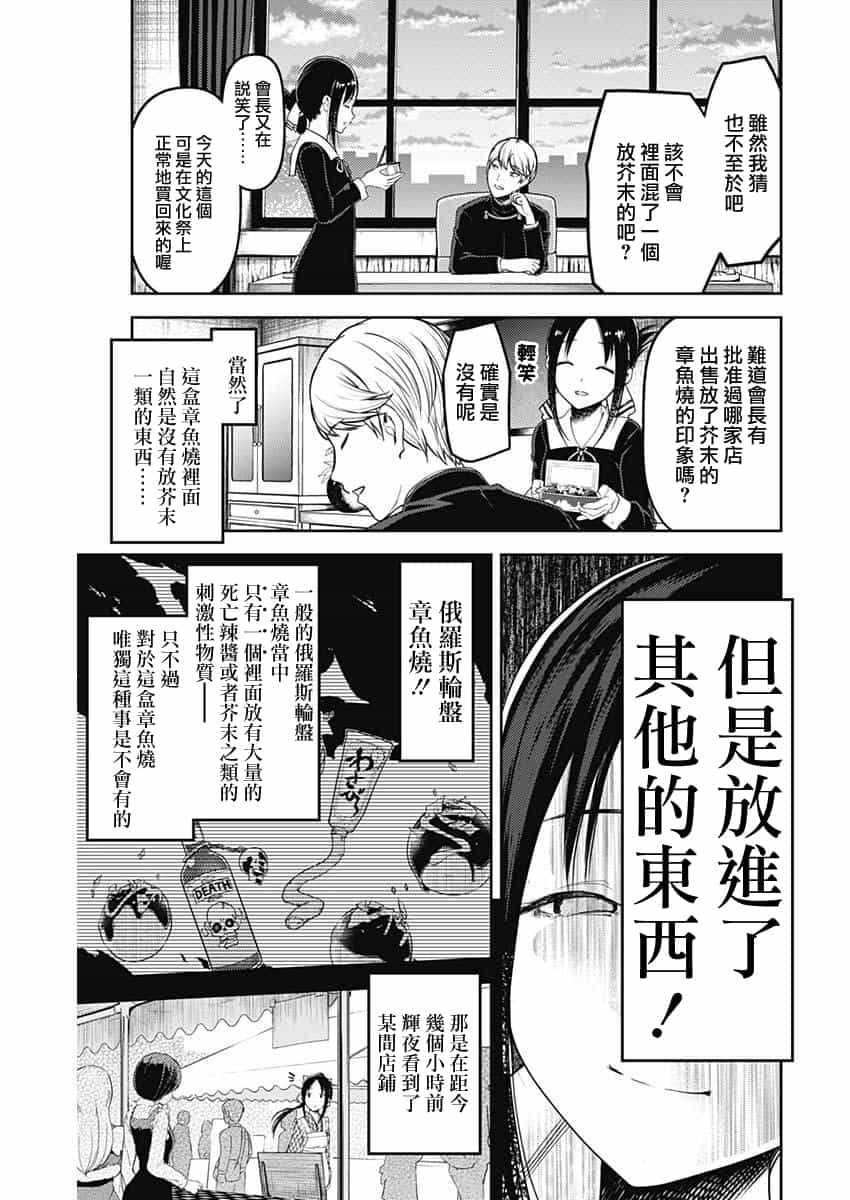 雖然我猜
也不至於吧
該不會
裡面混了一個
放芥末的吧？
會長又在
說笑了……
今天的這個
可是在文化祭上
正常地買回來的喔
難道會長有
批准過哪家店
出售放了芥末的
章魚燒的印象嗎？
輕笑
確實是
沒有呢
當然了
這盒章魚燒裡面
自然是沒有放芥末
一類的東西……
但是放進了
其他的東西！
俄羅斯輪盤
章魚燒!!
一般的俄羅斯輪盤
章魚燒當中
只有一個裡面放有大量的
死亡辣醬或者芥末之類的
刺激性物質——
只不過
對於這盒章魚燒
唯獨這種事是不會有的
わさび〜
DEATH
那是在距今
幾個小時前
輝夜看到了
某間店鋪